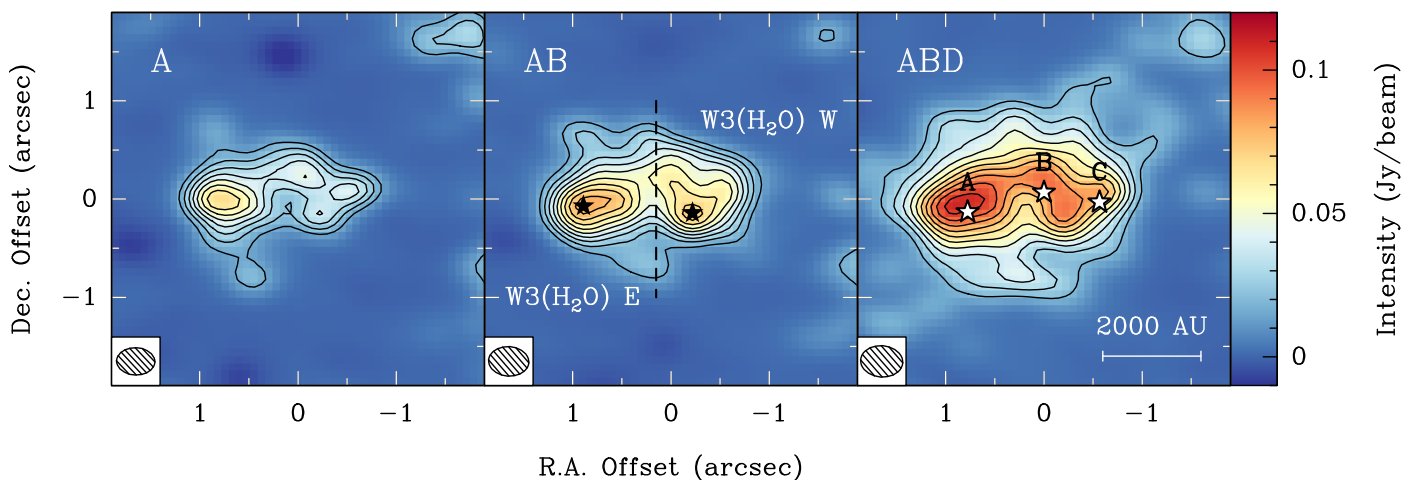 A
AB
ABD
W3(H₂O) W
W3(H₂O) E
A
B
C
2000 AU
1
0
−1
1
0
−1
1
0
−1
1
0
−1
0.1
0.05
0
Dec. Offset (arcsec)
R.A. Offset (arcsec)
Intensity (Jy/beam)